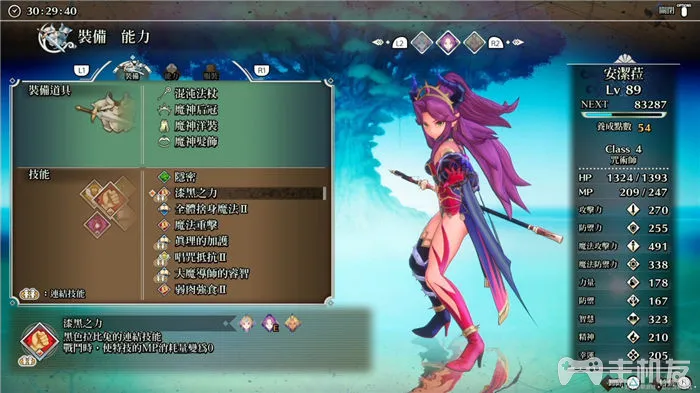 30:29:40
關閉
OPTIONS
裝備 能力
L2
R2
L1
裝備
能力
服裝
R1
裝備道具
混沌法杖
魔神后冠
魔神洋裝
魔神髮飾
技能
隱密
漆黑之力
全體捨身魔法Ⅱ
魔法重擊
真理的加護
唱咒抵抗Ⅱ
大魔導師的睿智
弱肉強食Ⅱ
:連結技能
漆黑之力
E
黑色拉比兔的連結技能
戰鬥時,使特技的MP的耗量變為0
安潔菈
Lv 89
NEXT 83287
養成點數 54
Class 4
咒術師
HP 1324/1393
MP 209/247
攻擊力 270
防禦力 255
魔法攻擊力 491
魔法防禦力 338
力量 178
防禦 167
智慧 323
精神 210
幸運 205
主机友